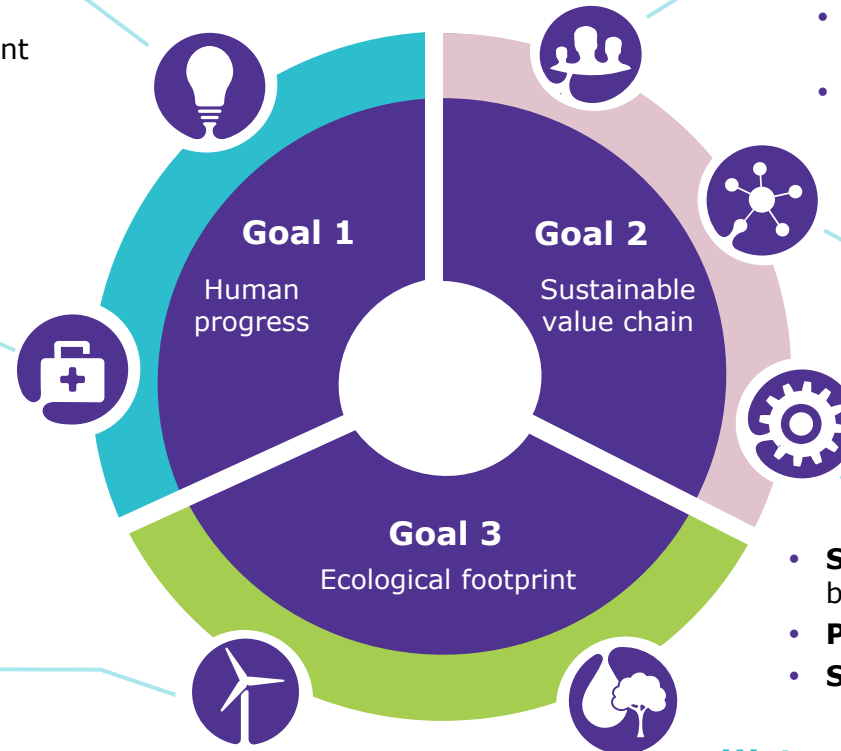 nt
Goal 1
Human
progress
Goal 2
Sustainable
value chain
Goal 3
Ecological footprint
S
b
P
S